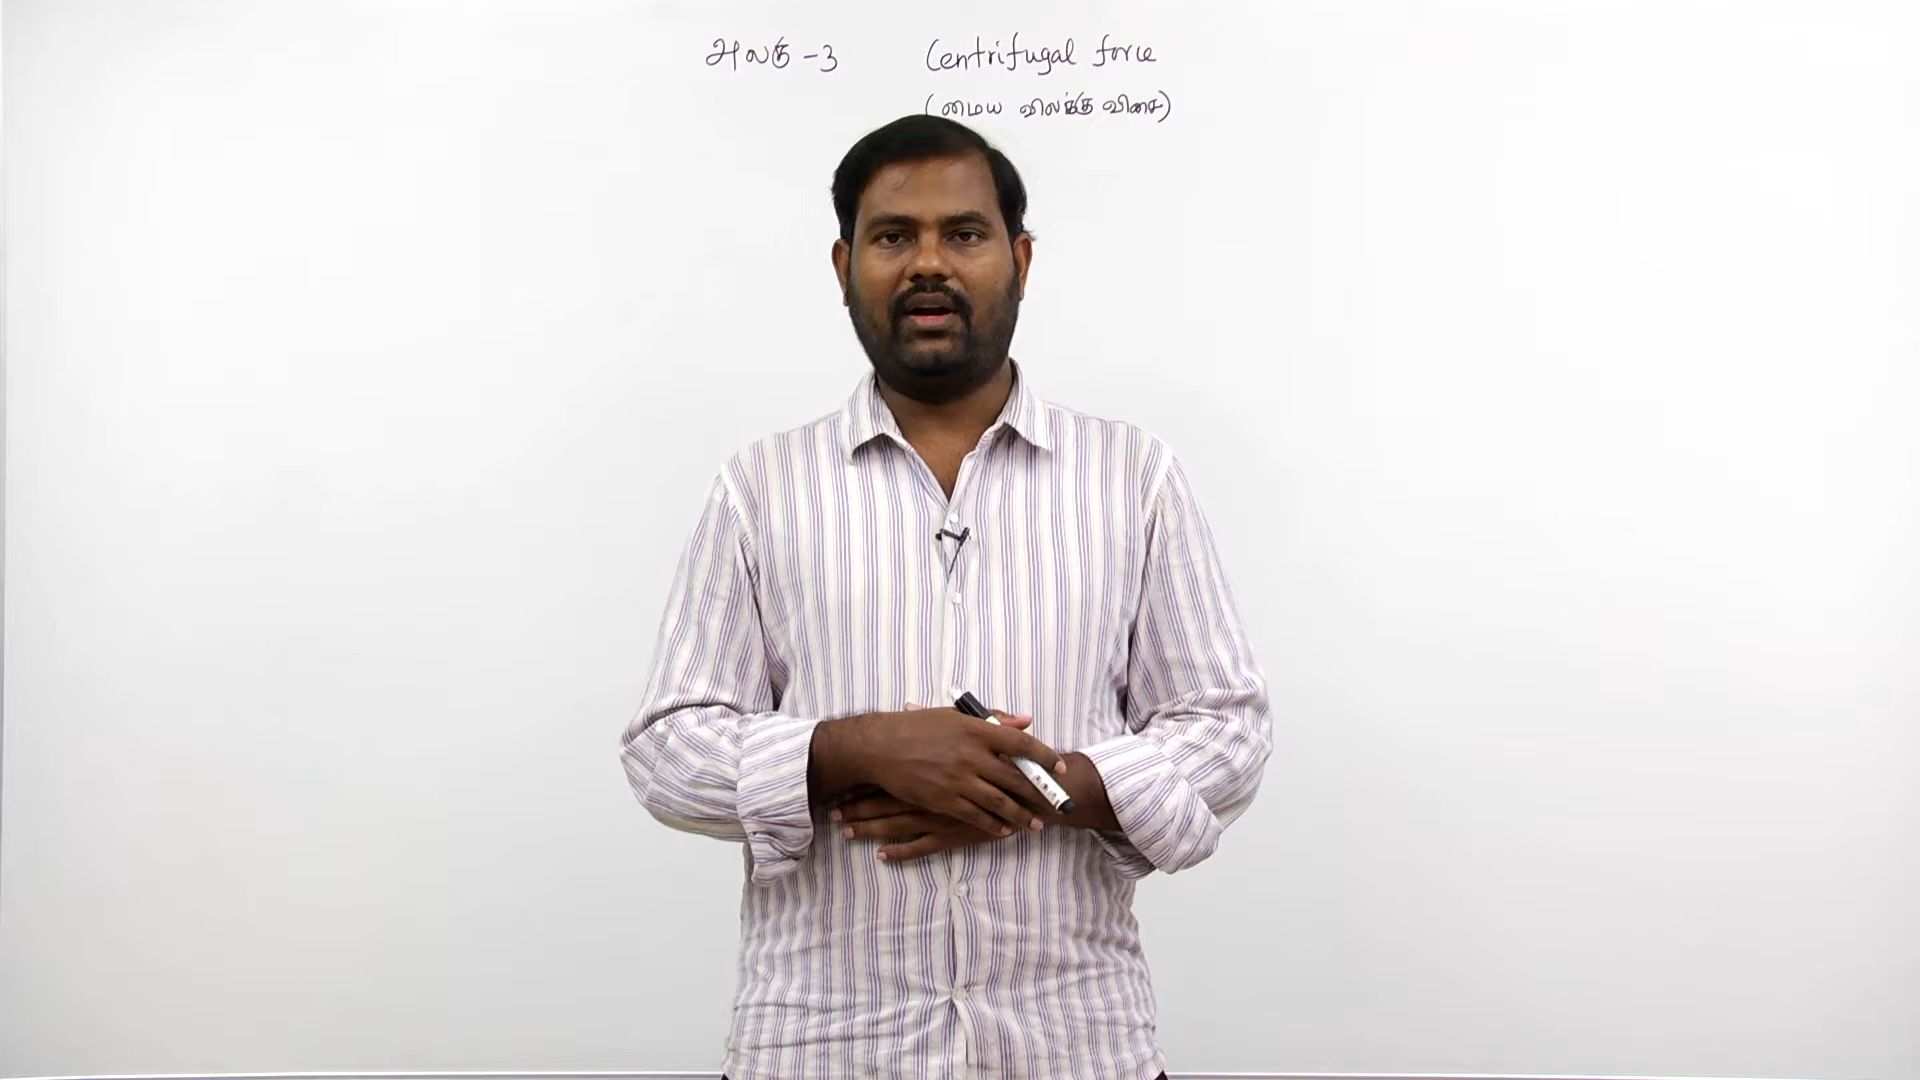 அலகு - 3 Centrifugal force
(மைய விலக்கு விசை)